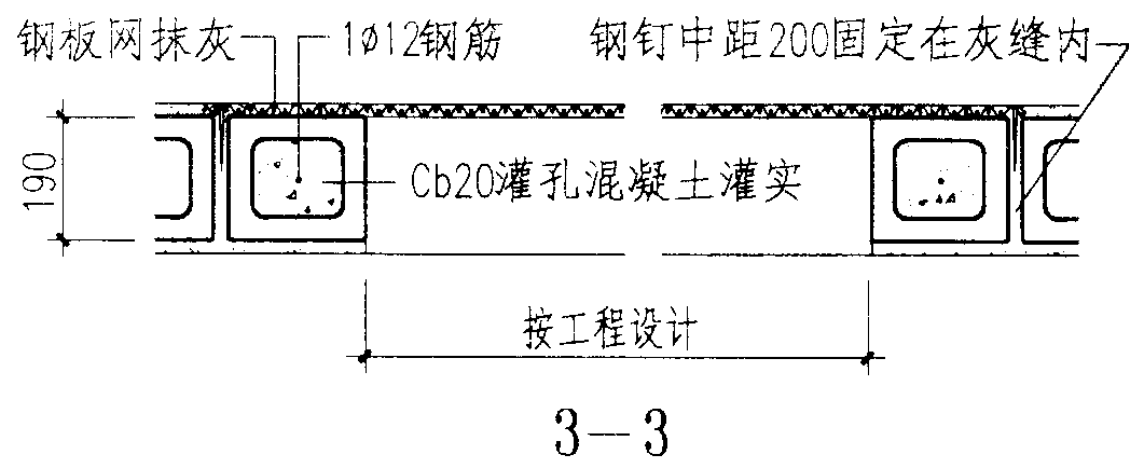 钢板网抹灰
1ø12钢筋
钢钉中距200固定在灰缝内
190
Cb20灌孔混凝土灌实
按工程设计
3—3